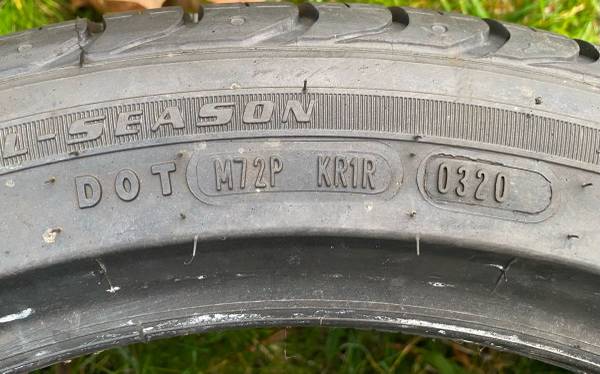 L-SEASON
DOT M72P KR1R 0320